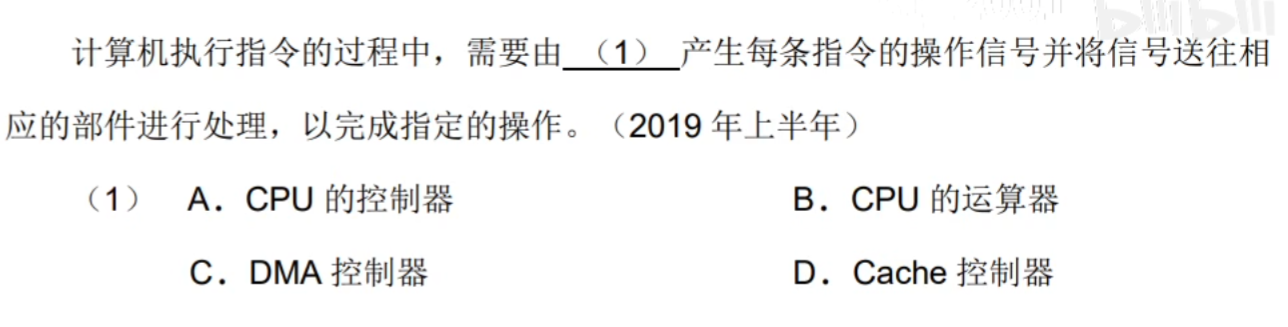 计算机执行指令的过程中，需要由 （1） 产生每条指令的操作信号并将信号送往相
应的部件进行处理，以完成指定的操作。（2019 年上半年）
（1） A．CPU 的控制器 B．CPU 的运算器
C．DMA 控制器 D．Cache 控制器